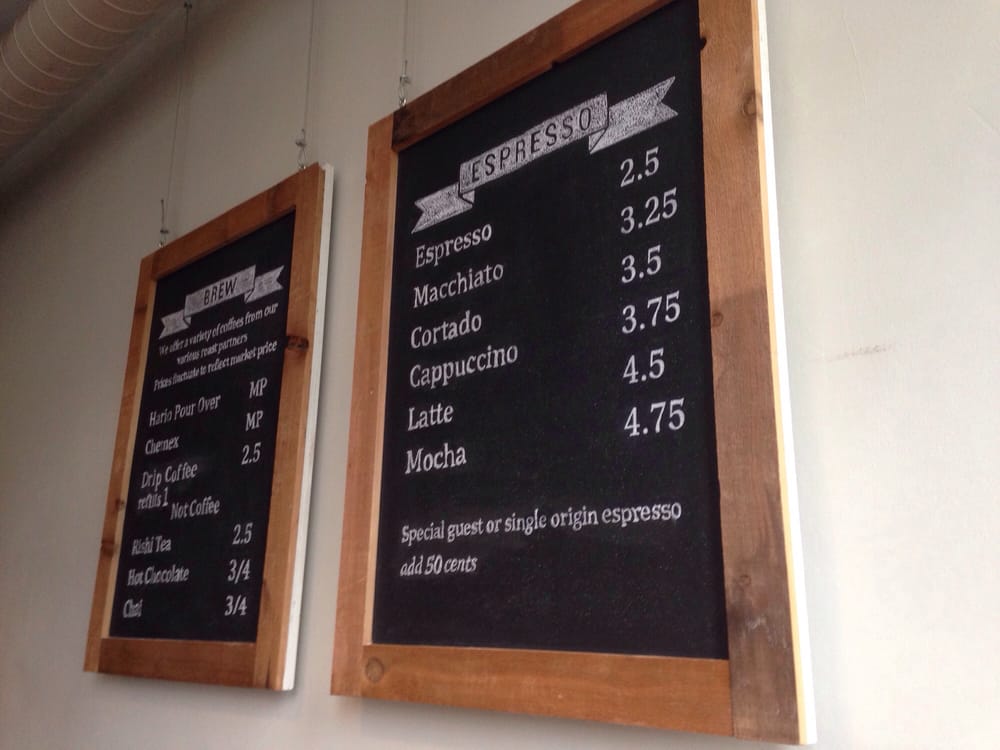 BREW
We offer a variety of coffees from our
various roast partners
Prices fluctuate to reflect market price
Hario Pour Over MP
Chemex MP
Drip Coffee 2.5
refills 1
Not Coffee
Rishi Tea 2.5
Hot Chocolate 3/4
Chai 3/4
ESPRESSO
Espresso 2.5
Macchiato 3.25
Cortado 3.5
Cappuccino 3.75
Latte 4.5
Mocha 4.75
Special guest or single origin espresso
add 50 cents